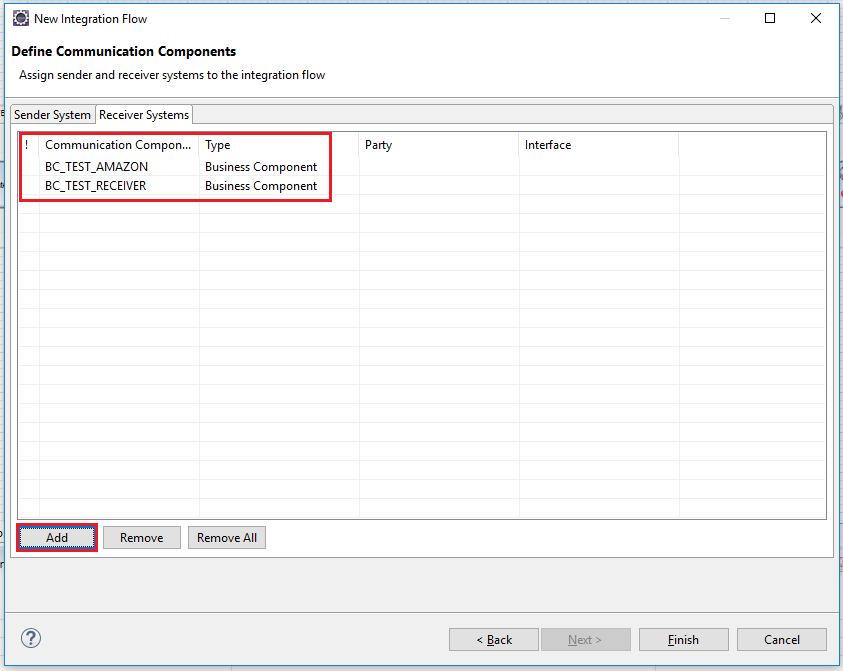 New Integration Flow
Define Communication Components
Assign sender and receiver systems to the integration flow
Sender System Receiver Systems
! Communication Compon... Type Party Interface
BC_TEST_AMAZON Business Component
BC_TEST_RECEIVER Business Component
Add Remove Remove All
? < Back Next > Finish Cancel